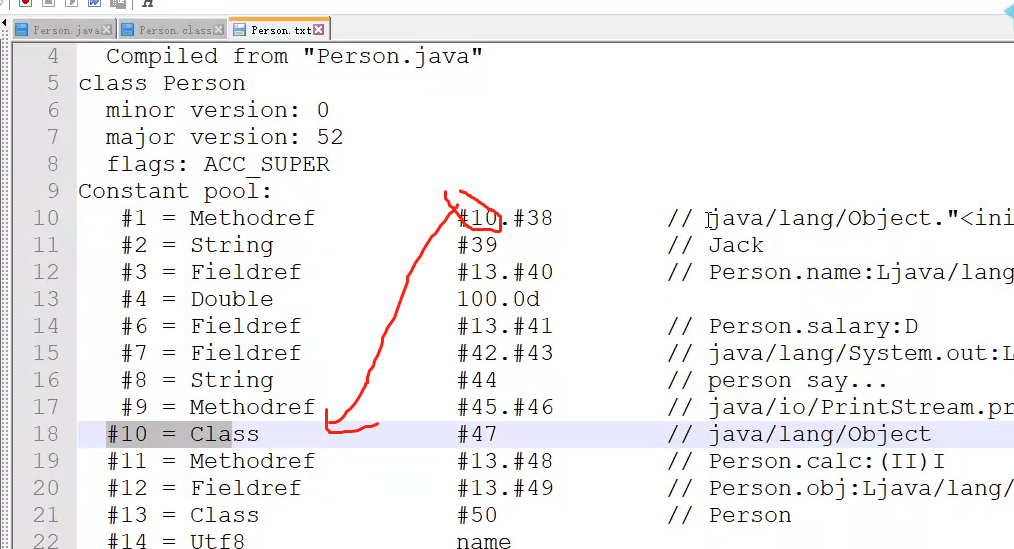 Person.java Person.class Person.txt
4 Compiled from "Person.java"
5 class Person
6 minor version: 0
7 major version: 52
8 flags: ACC_SUPER
9 Constant pool:
10 #1 = Methodref #10.#38 // java/lang/Object."<ini
11 #2 = String #39 // Jack
12 #3 = Fieldref #13.#40 // Person.name:Ljava/lang
13 #4 = Double 100.0d
14 #6 = Fieldref #13.#41 // Person.salary:D
15 #7 = Fieldref #42.#43 // java/lang/System.out:L
16 #8 = String #44 // person say...
17 #9 = Methodref #45.#46 // java/io/PrintStream.pr
18 #10 = Class #47 // java/lang/Object
19 #11 = Methodref #13.#48 // Person.calc:(II)I
20 #12 = Fieldref #13.#49 // Person.obj:Ljava/lang/
21 #13 = Class #50 // Person
22 #14 = Utf8 name